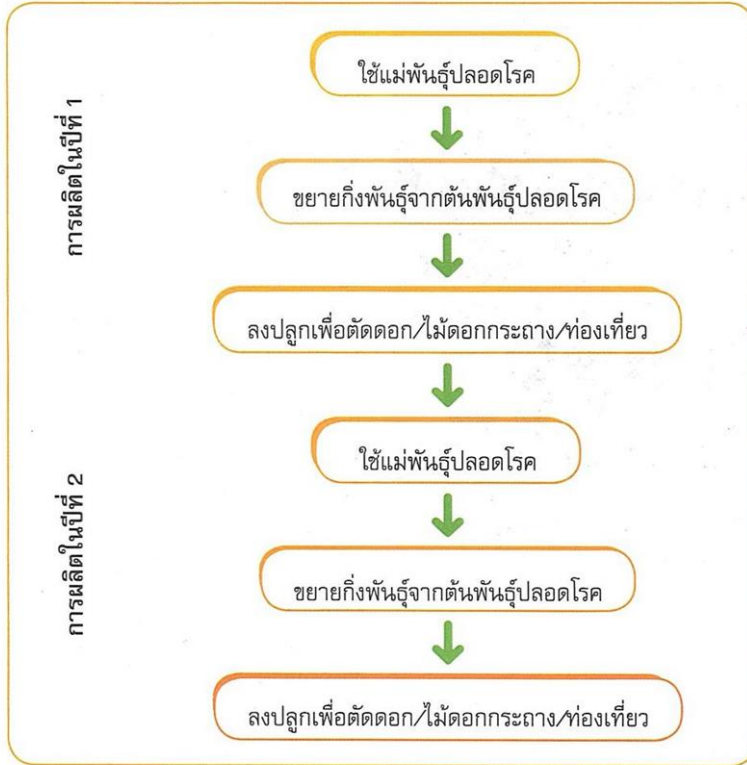 การผลิตในปีที่ 1
ใช้แม่พันธุ์ปลอดโรค
ขยายกิ่งพันธุ์จากต้นพันธุ์ปลอดโรค
ลงปลูกเพื่อตัดดอก/ไม้ดอกกระถาง/ท่องเที่ยว
การผลิตในปีที่ 2
ใช้แม่พันธุ์ปลอดโรค
ขยายกิ่งพันธุ์จากต้นพันธุ์ปลอดโรค
ลงปลูกเพื่อตัดดอก/ไม้ดอกกระถาง/ท่องเที่ยว